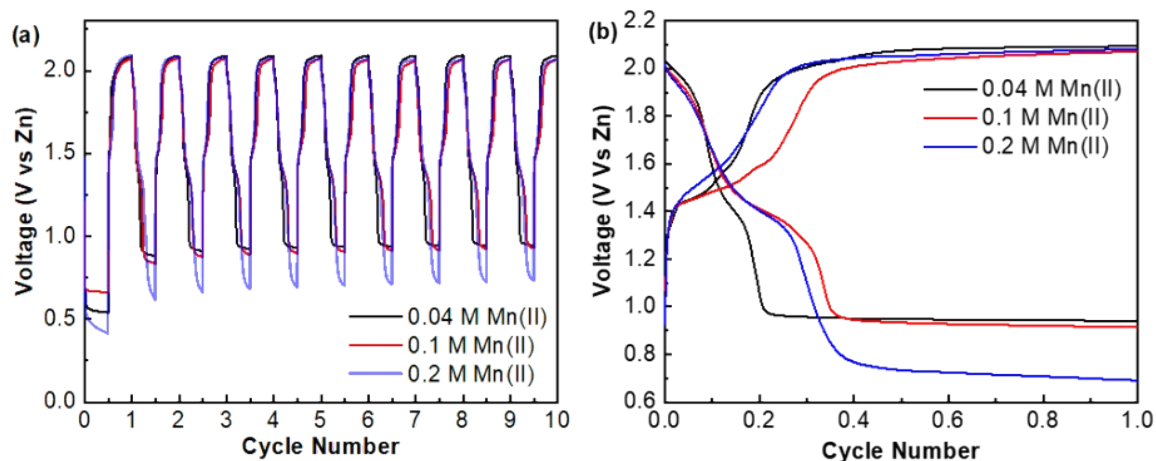 (a)
Voltage (V vs Zn)
2.0
1.5
1.0
0.5
0.0
0.04 M Mn(II)
0.1 M Mn(II)
0.2 M Mn(II)
0 1 2 3 4 5 6 7 8 9 10
Cycle Number
(b)
Voltage (V vs Zn)
2.2
2.0
1.8
1.6
1.4
1.2
1.0
0.8
0.6
0.04 M Mn(II)
0.1 M Mn(II)
0.2 M Mn(II)
0.0 0.2 0.4 0.6 0.8 1.0
Cycle Number